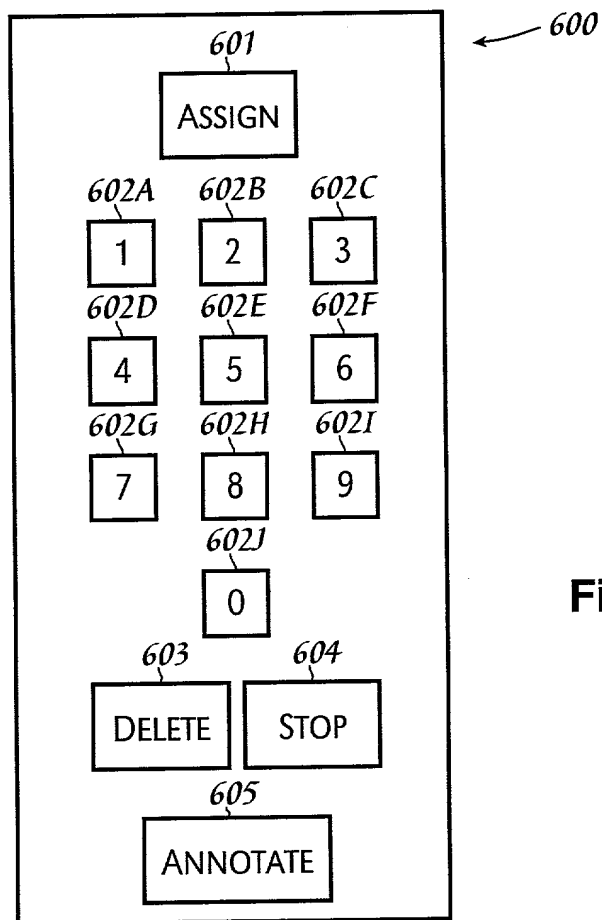 600
601
ASSIGN
602A 602B 602C
1 2 3
602D 602E 602F
4 5 6
602G 602H 602I
7 8 9
602J
0
Fi
603 604
DELETE STOP
605
ANNOTATE